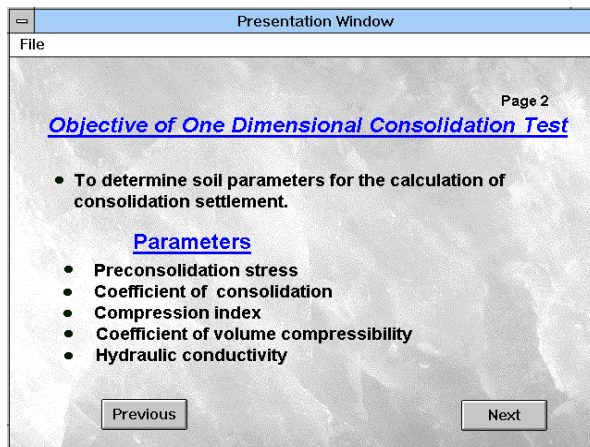 Presentation Window
File
Page 2
Objective of One Dimensional Consolidation Test
• To determine soil parameters for the calculation of
consolidation settlement.
Parameters
• Preconsolidation stress
• Coefficient of consolidation
• Compression index
• Coefficient of volume compressibility
• Hydraulic conductivity
Previous
Next